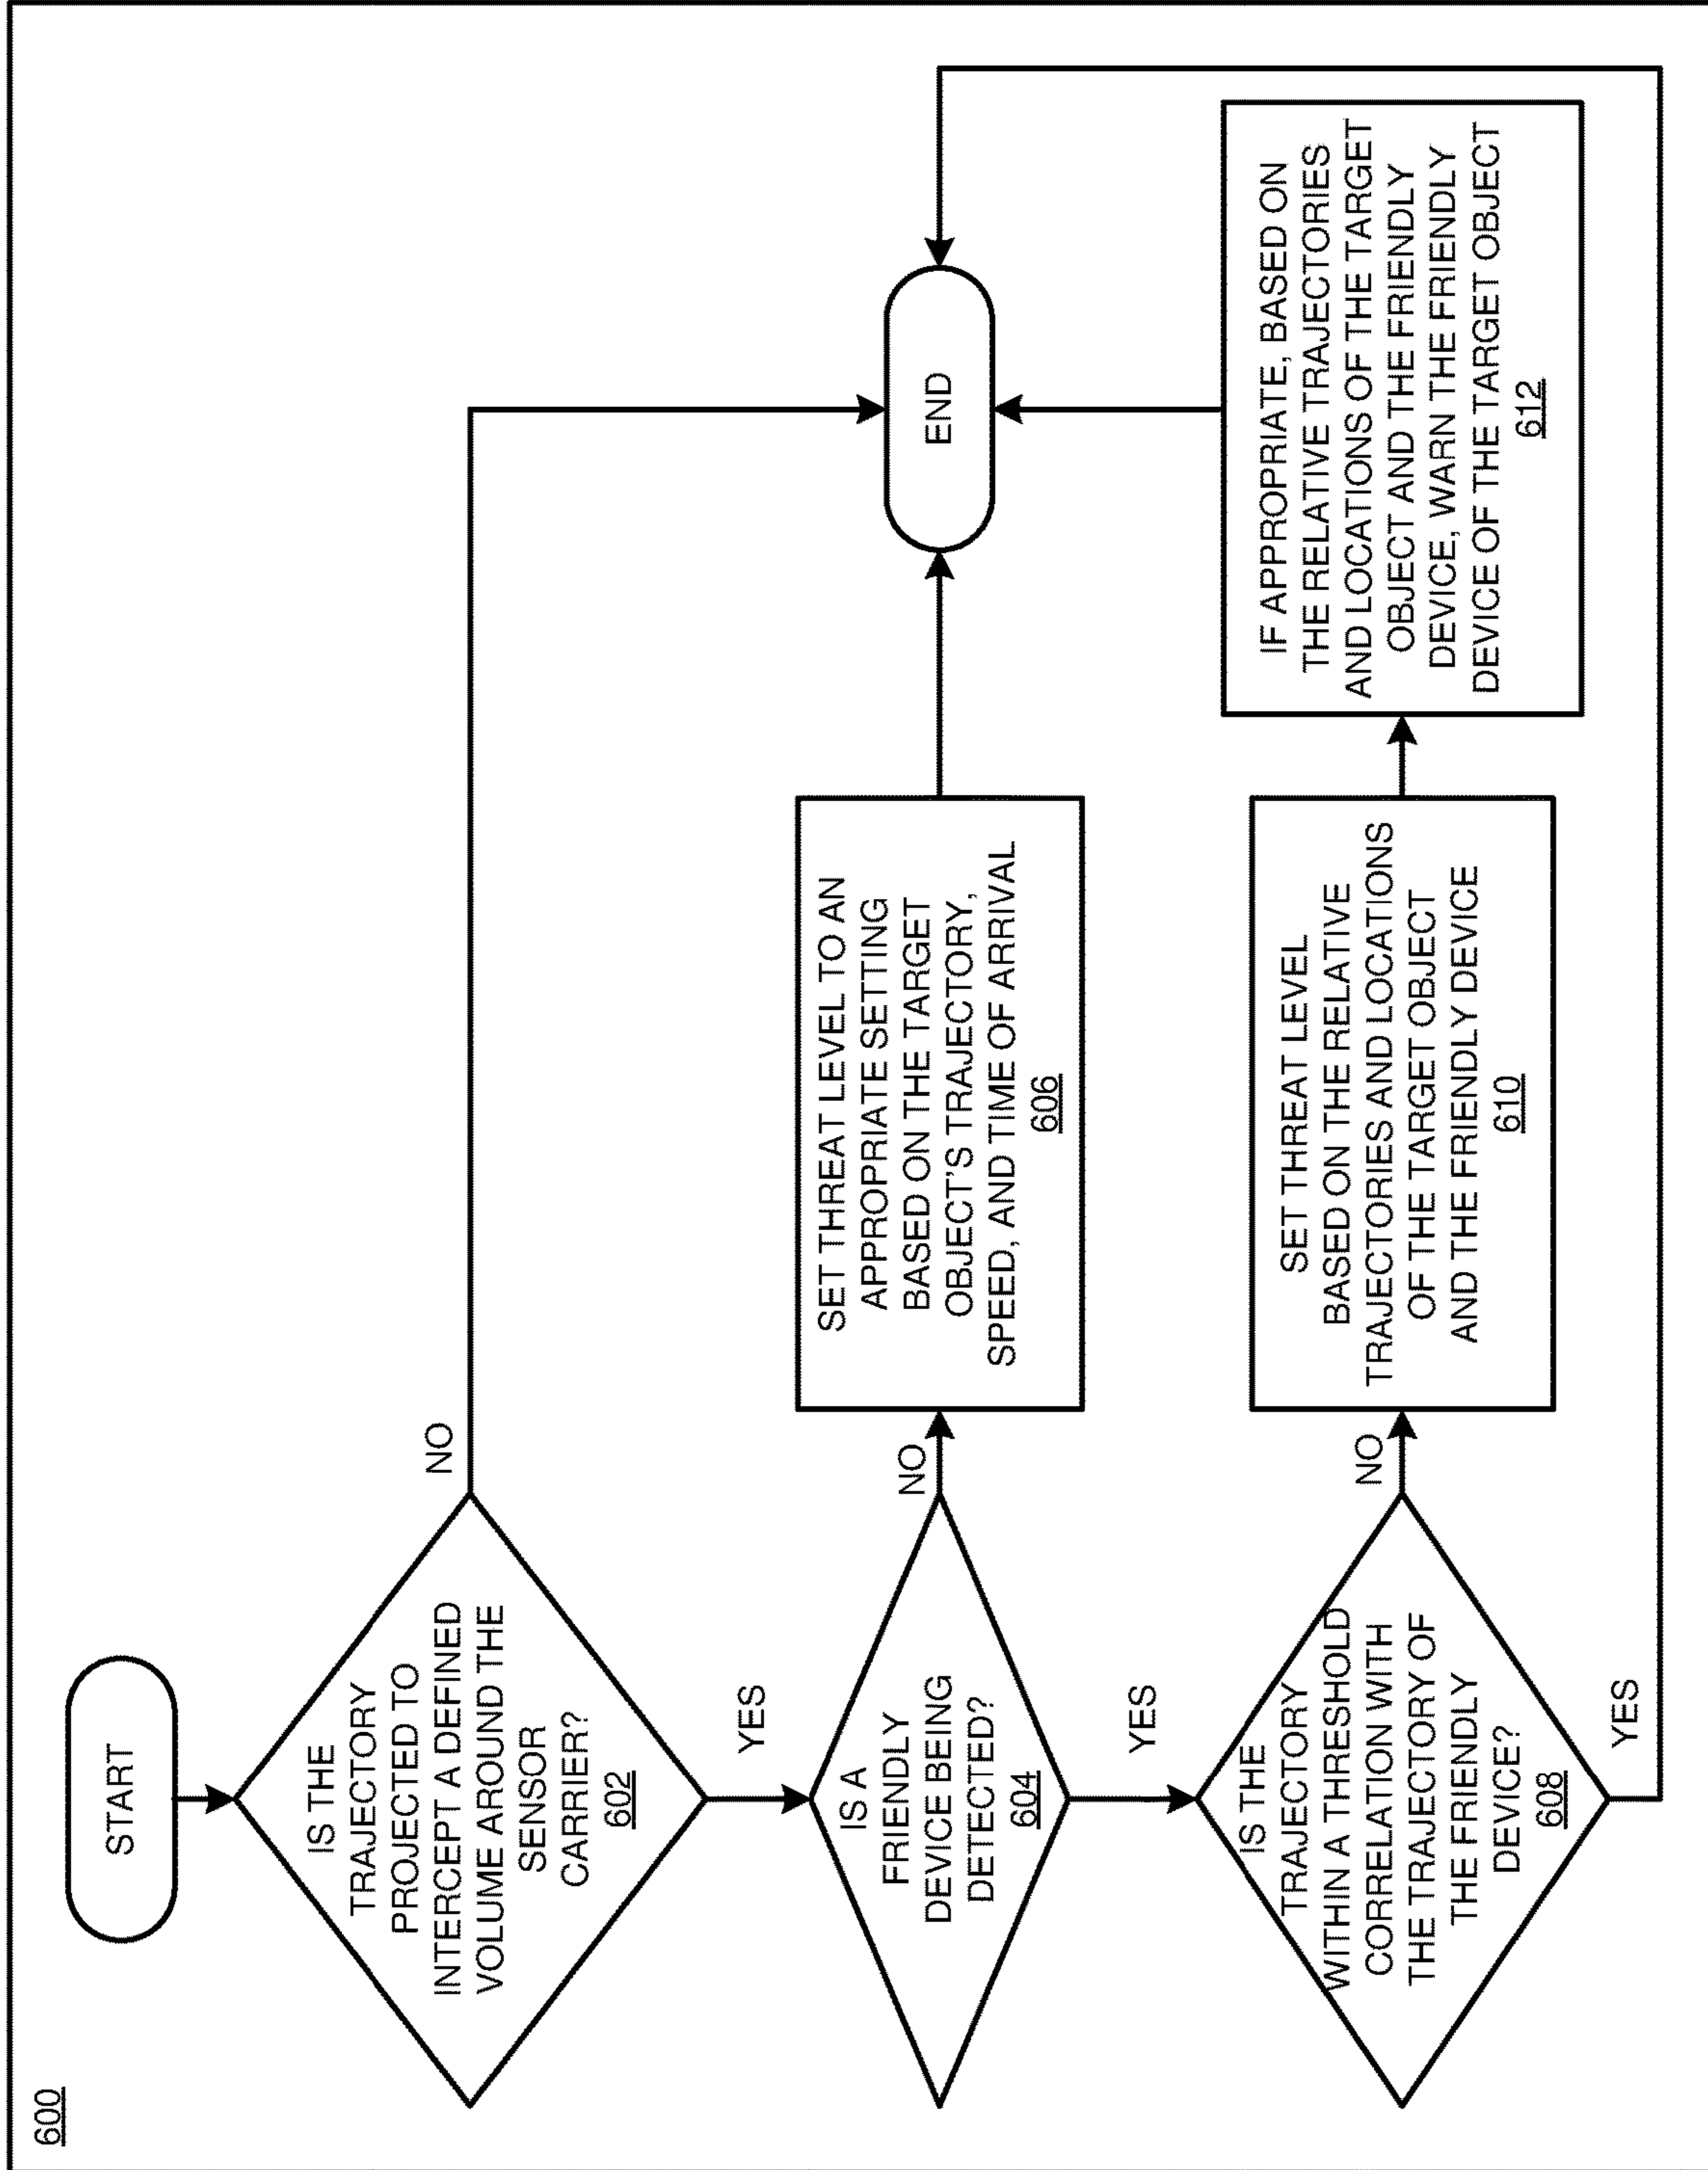 600
START
IS THE
TRAJECTORY
PROJECTED TO
INTERCEPT A DEFINED
VOLUME AROUND THE
SENSOR
CARRIER?
602
NO
YES
IS A
FRIENDLY
DEVICE BEING
DETECTED?
604
NO
SET THREAT LEVEL TO AN
APPROPRIATE SETTING
BASED ON THE TARGET
OBJECT'S TRAJECTORY,
SPEED, AND TIME OF ARRIVAL
606
END
YES
IS THE
TRAJECTORY
WITHIN A THRESHOLD
CORRELATION WITH
THE TRAJECTORY OF
THE FRIENDLY
DEVICE?
608
NO
SET THREAT LEVEL
BASED ON THE RELATIVE
TRAJECTORIES AND LOCATIONS
OF THE TARGET OBJECT
AND THE FRIENDLY DEVICE
610
IF APPROPRIATE, BASED ON
THE RELATIVE TRAJECTORIES
AND LOCATIONS OF THE TARGET
OBJECT AND THE FRIENDLY
DEVICE, WARN THE FRIENDLY
DEVICE OF THE TARGET OBJECT
612
YES